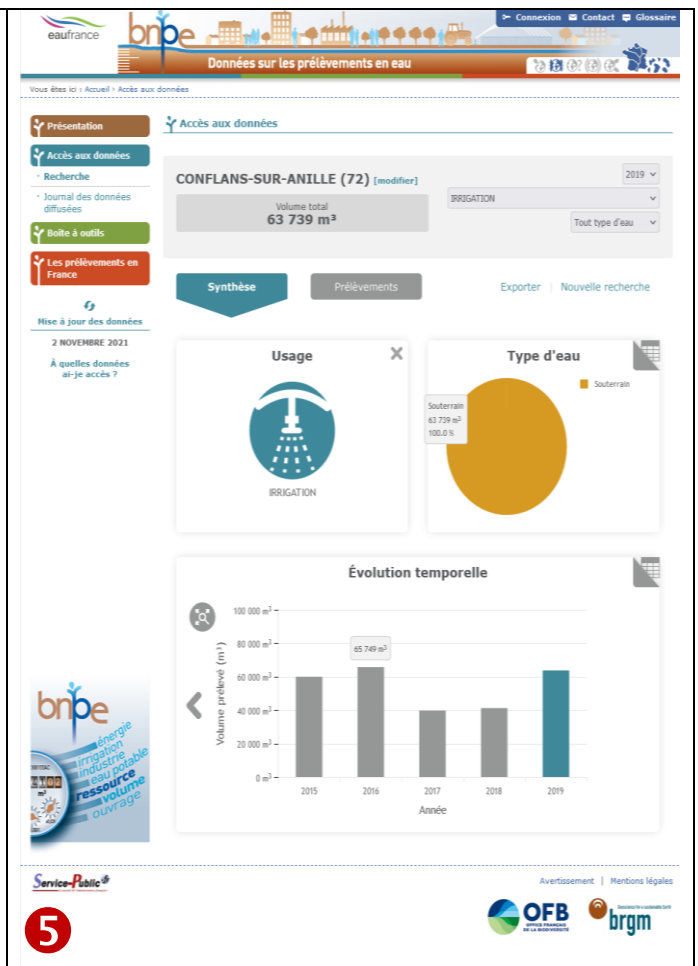 Connexion Contact Glossaire
eaufrance
bnpe
Données sur les prélèvements en eau
Vous êtes ici : Accueil > Accès aux données
Présentation
Accès aux données
Recherche
Journal des données
diffusées
Boîte à outils
Les prélèvements en
France
Mise à jour des données
2 NOVEMBRE 2021
À quelles données
ai-je accès ?
Accès aux données
CONFLANS-SUR-ANILLE (72) [modifier]
2019
Volume total
63 739 m³
IRRIGATION
Tout type d'eau
Synthèse
Prélèvements
Exporter | Nouvelle recherche
Usage
IRRIGATION
Type d'eau
Souterrain
Souterrain
63 739 m³
100.0 %
Évolution temporelle
Volume prélevé (m³)
100 000 m³
80 000 m³
60 000 m³
40 000 m³
20 000 m³
0 m³
65 749 m³
2015 2016 2017 2018 2019
Année
bnpe
énergie
irrigation
industrie
eau potable
ressource
volume
ouvrage
Service-Public
Avertissement | Mentions légales
OFB
OFFICE FRANÇAIS
DE LA BIODIVERSITÉ
brgm
5